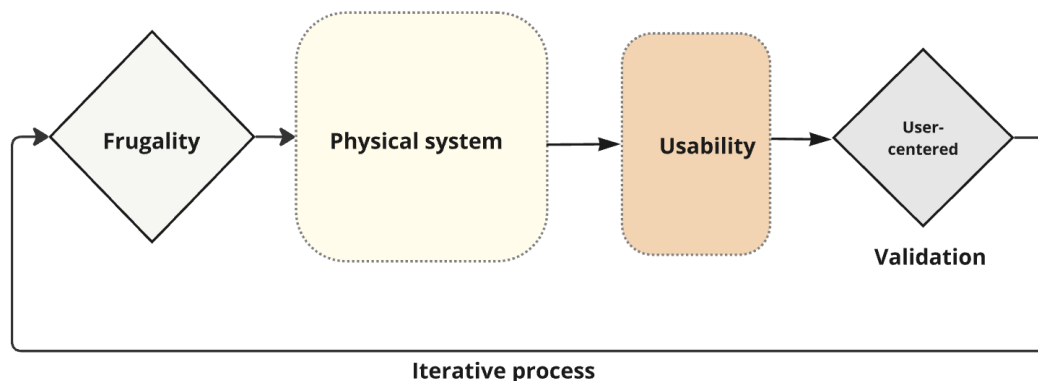 Frugality
Physical system
Usability
User-
centered
Validation
Iterative process